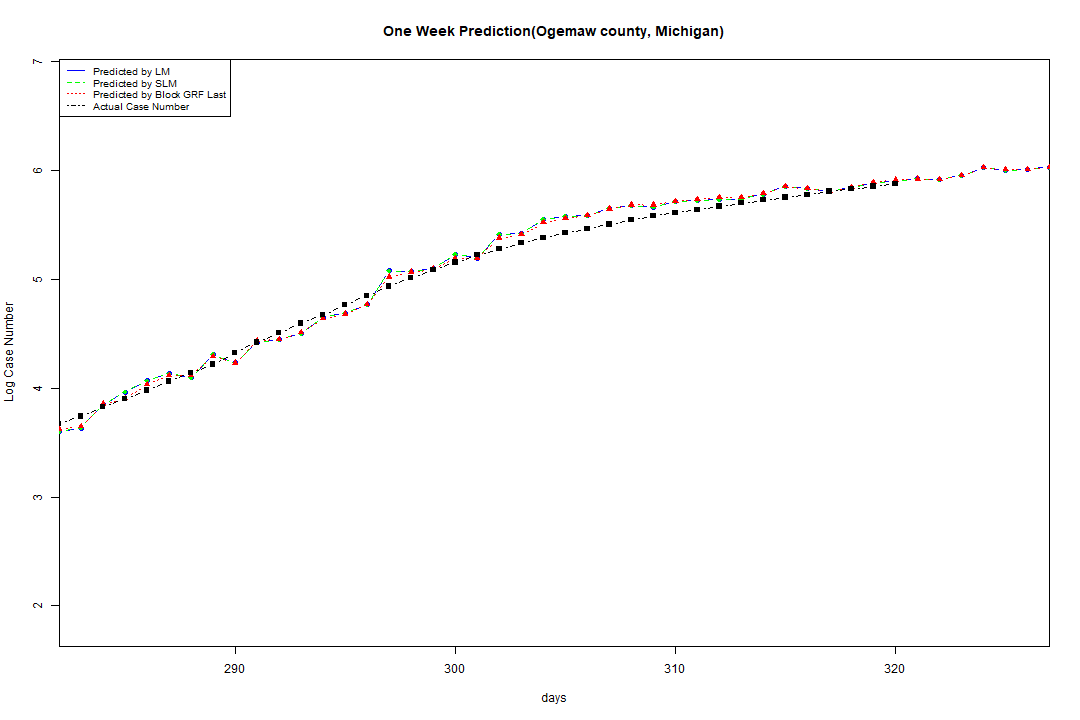 One Week Prediction(Ogemaw county, Michigan)
Predicted by LM
Predicted by SLM
Predicted by Block GRF Last
Actual Case Number
7
6
5
4
3
2
Log Case Number
290 300 310 320
days